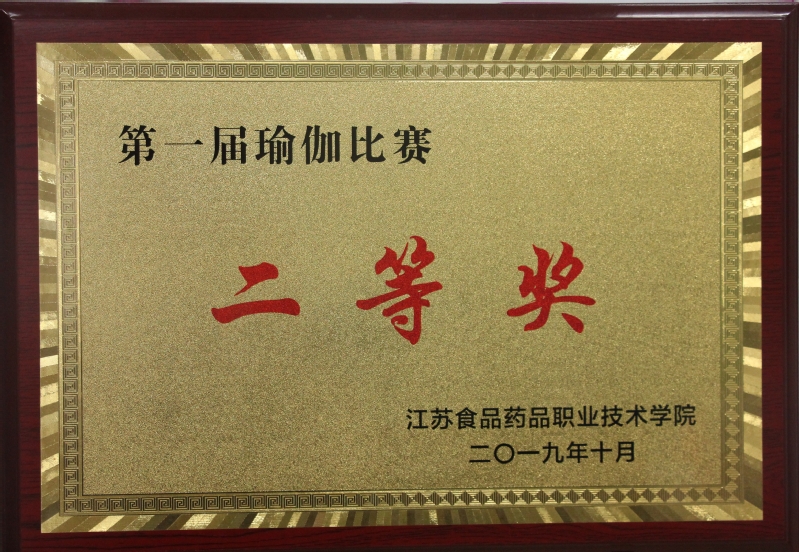 第一届瑜伽比赛
二等奖
江苏食品药品职业技术学院
二〇一九年十月